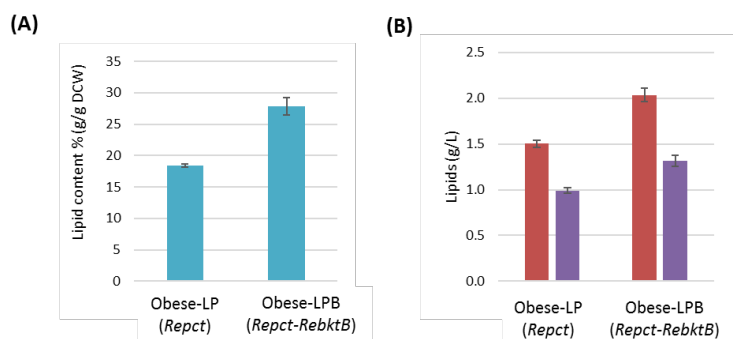 (A)
Lipid content % (g/g DCW)
35
30
25
20
15
10
5
0
Obese-LP
(Repct)
Obese-LPB
(Repct-RebktB)
(B)
Lipids (g/L)
2.5
2.0
1.5
1.0
0.5
0.0
Obese-LP
(Repct)
Obese-LPB
(Repct-RebktB)